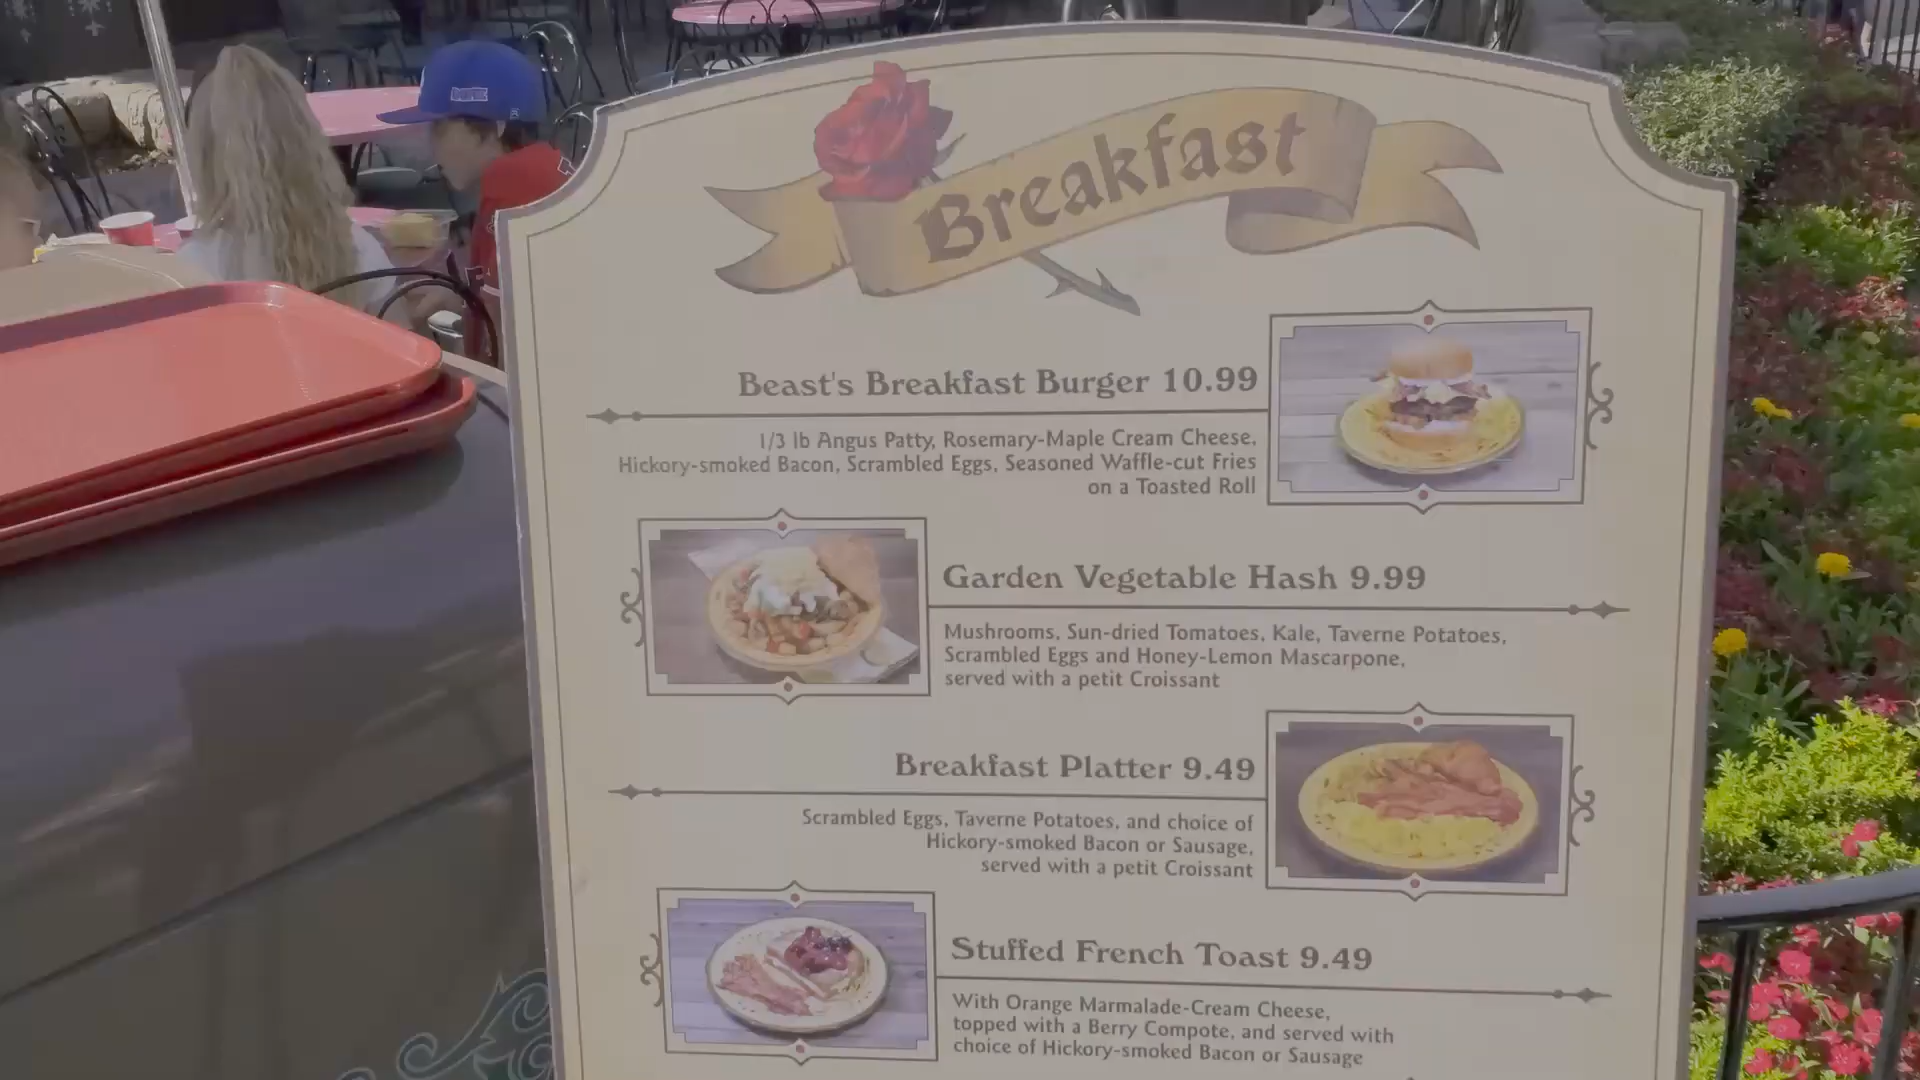 Breakfast
Beast's Breakfast Burger 10.99
1/3 lb Angus Patty, Rosemary-Maple Cream Cheese,
Hickory-smoked Bacon, Scrambled Eggs, Seasoned Waffle-cut Fries
on a Toasted Roll
Garden Vegetable Hash 9.99
Mushrooms, Sun-dried Tomatoes, Kale, Taverne Potatoes,
Scrambled Eggs and Honey-Lemon Mascarpone,
served with a petit Croissant
Breakfast Platter 9.49
Scrambled Eggs, Taverne Potatoes, and choice of
Hickory-smoked Bacon or Sausage,
served with a petit Croissant
Stuffed French Toast 9.49
With Orange Marmalade-Cream Cheese,
topped with a Berry Compote, and served with
choice of Hickory-smoked Bacon or Sausage